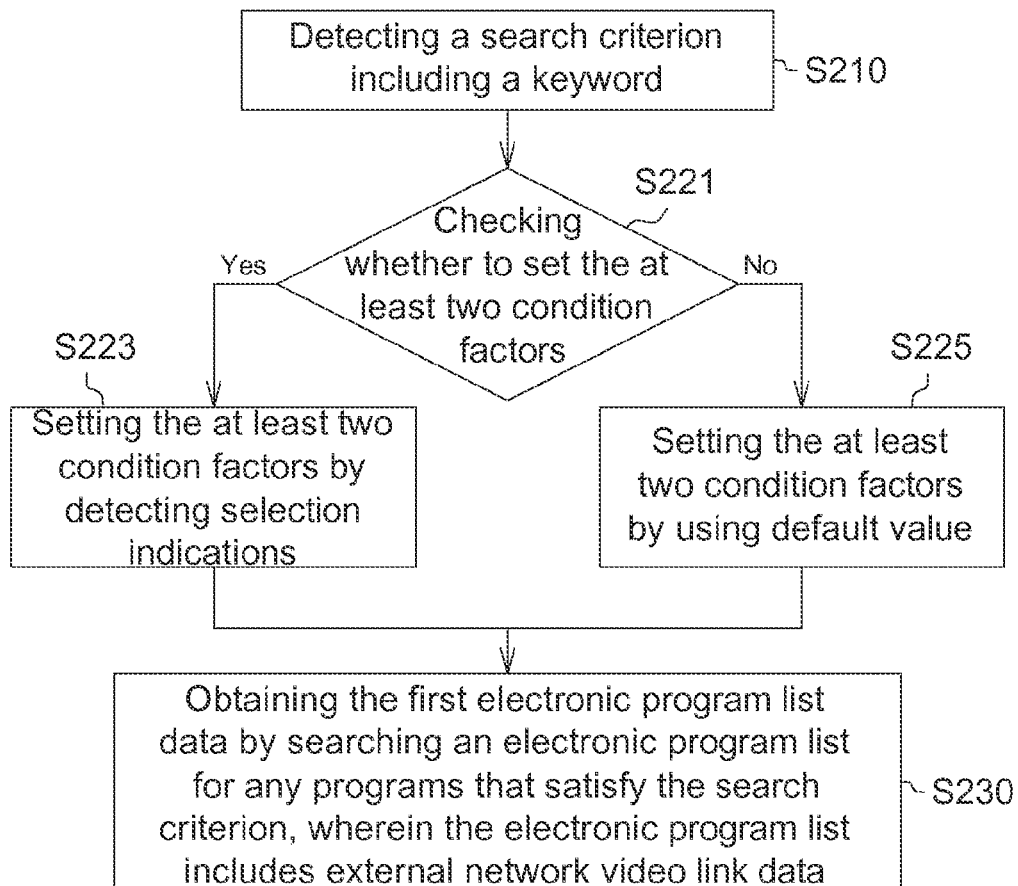 Detecting a search criterion
including a keyword
S210
S221
Checking
whether to set the at
least two condition
factors
Yes
No
S223
S225
Setting the at least two
condition factors by
detecting selection
indications
Setting the at least
two condition factors
by using default value
Obtaining the first electronic program list
data by searching an electronic program list
for any programs that satisfy the search
criterion, wherein the electronic program list
includes external network video link data
S230